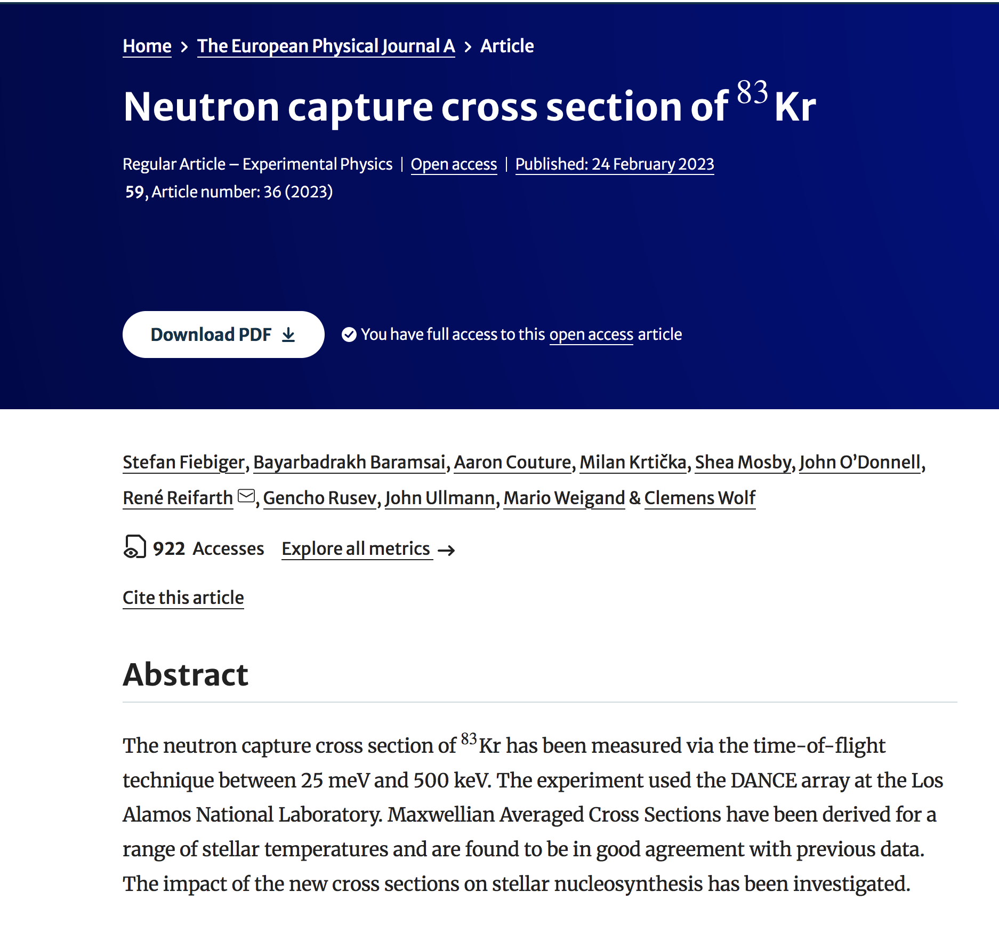 Home > The European Physical Journal A > Article
Neutron capture cross section of ⁸³Kr
Regular Article – Experimental Physics | Open access | Published: 24 February 2023
59, Article number: 36 (2023)
Download PDF
You have full access to this open access article
Stefan Fiebiger, Bayarbadrakh Baramsai, Aaron Couture, Milan Krtička, Shea Mosby, John O’Donnell,
René Reifarth, Gencho Rusev, John Ullmann, Mario Weigand & Clemens Wolf
922 Accesses Explore all metrics →
Cite this article
Abstract
The neutron capture cross section of ⁸³Kr has been measured via the time-of-flight
technique between 25 meV and 500 keV. The experiment used the DANCE array at the Los
Alamos National Laboratory. Maxwellian Averaged Cross Sections have been derived for a
range of stellar temperatures and are found to be in good agreement with previous data.
The impact of the new cross sections on stellar nucleosynthesis has been investigated.